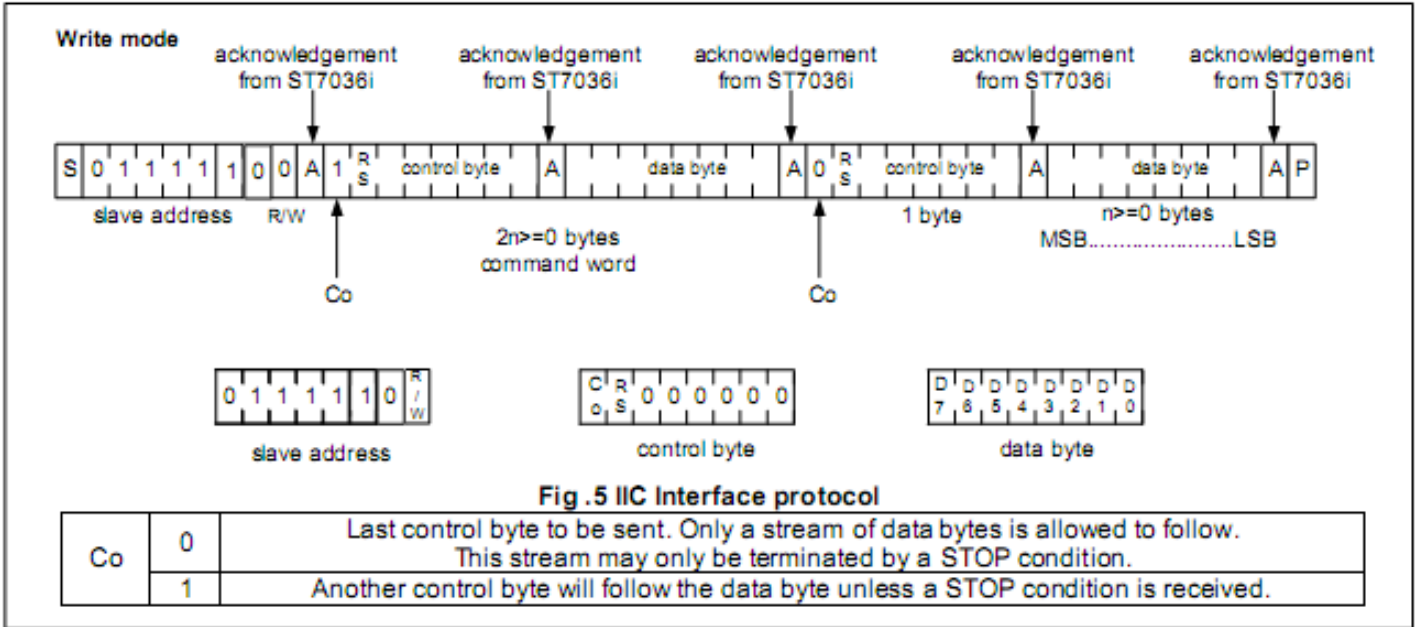 Write mode
acknowledgement from ST7036i
acknowledgement from ST7036i
acknowledgement from ST7036i
acknowledgement from ST7036i
acknowledgement from ST7036i
S 0 1 1 1 1 1 0 0 A 1 RS control byte A data byte A 0 RS control byte A data byte A P
slave address R/W 1 byte n>=0 bytes
2n>=0 bytes MSB......................LSB
command word
Co Co
0 1 1 1 1 1 0 R/W Co RS 0 0 0 0 0 0 D7 D6 D5 D4 D3 D2 D1 D0
slave address control byte data byte
Fig .5 IIC Interface protocol
Co 0 Last control byte to be sent. Only a stream of data bytes is allowed to follow.
This stream may only be terminated by a STOP condition.
1 Another control byte will follow the data byte unless a STOP condition is received.